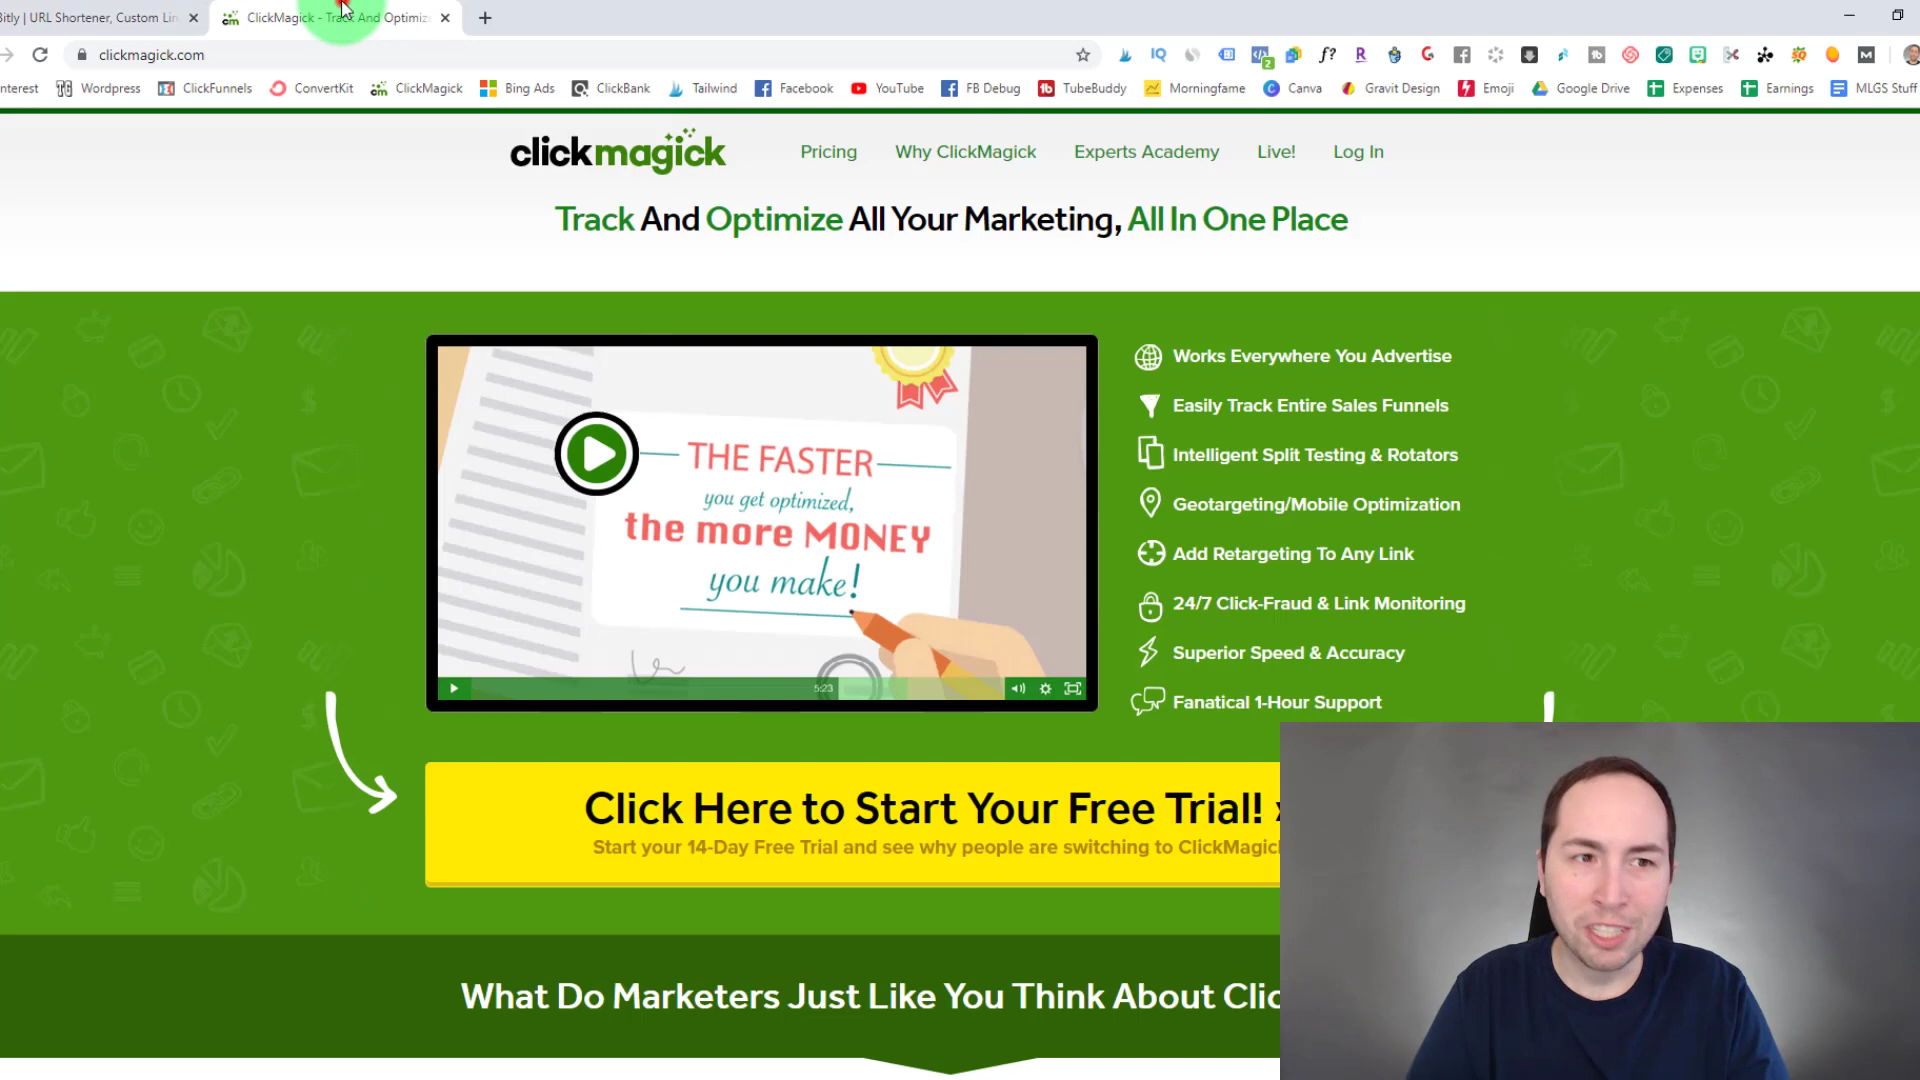 Bitly | URL Shortener, Custom Lin
ClickMagick - Track And Optimiz
clickmagick.com
nterest
Wordpress
ClickFunnels
ConvertKit
ClickMagick
Bing Ads
ClickBank
Tailwind
Facebook
YouTube
FB Debug
TubeBuddy
Morningfame
Canva
Gravit Design
Emoji
Google Drive
Expenses
Earnings
MLGS Stuff
clickmagick
Pricing
Why ClickMagick
Experts Academy
Live!
Log In
Track And Optimize All Your Marketing, All In One Place
THE FASTER
you get optimized,
the more MONEY
you make!
5:23
Works Everywhere You Advertise
Easily Track Entire Sales Funnels
Intelligent Split Testing & Rotators
Geotargeting/Mobile Optimization
Add Retargeting To Any Link
24/7 Click-Fraud & Link Monitoring
Superior Speed & Accuracy
Fanatical 1-Hour Support
Click Here to Start Your Free Trial!
Start your 14-Day Free Trial and see why people are switching to ClickMagic
What Do Marketers Just Like You Think About Clic